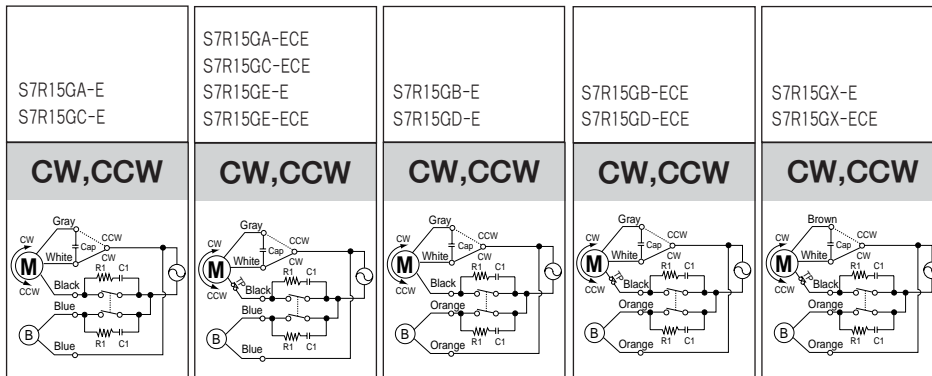 S7R15GA-E
S7R15GC-E
CW,CCW
Gray
CW
CCW
Cap
CW
White
M
R1 C1
CCW
Black
Blue
B
R1 C1
Blue
S7R15GA-ECE
S7R15GC-ECE
S7R15GE-E
S7R15GE-ECE
CW,CCW
Gray
CW
CCW
Cap
CW
White
M
R1 C1
TP
CCW
Black
Blue
B
R1 C1
Blue
S7R15GB-E
S7R15GD-E
CW,CCW
Gray
CW
CCW
Cap
CW
White
M
R1 C1
CCW
Black
Orange
B
R1 C1
Orange
S7R15GB-ECE
S7R15GD-ECE
CW,CCW
Gray
CW
CCW
Cap
CW
White
M
R1 C1
TP
CCW
Black
Orange
B
R1 C1
Orange
S7R15GX-E
S7R15GX-ECE
CW,CCW
Brown
CW
CCW
Cap
CW
White
M
R1 C1
TP
CCW
Black
Orange
B
R1 C1
Orange